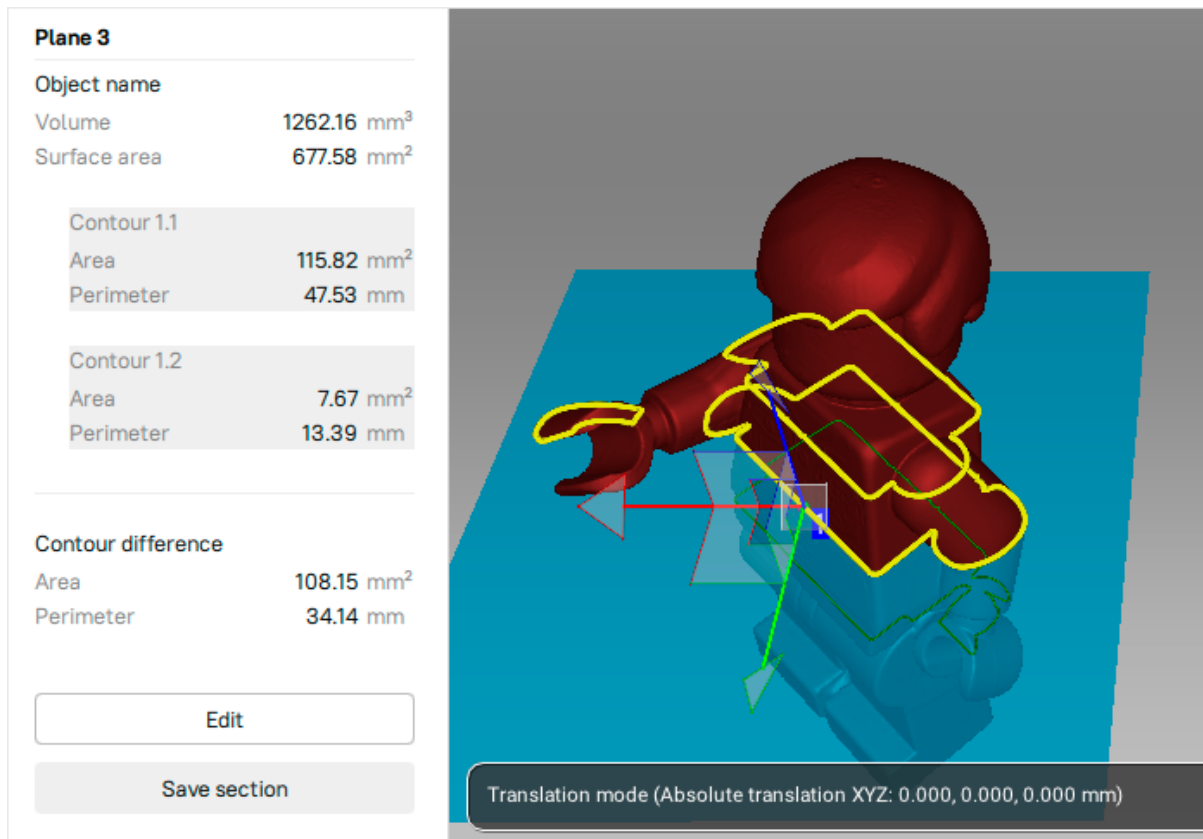 Plane 3
Object name
Volume 1262.16 mm³
Surface area 677.58 mm²
Contour 1.1
Area 115.82 mm²
Perimeter 47.53 mm
Contour 1.2
Area 7.67 mm²
Perimeter 13.39 mm
Contour difference
Area 108.15 mm²
Perimeter 34.14 mm
Edit
Save section
1
Translation mode (Absolute translation XYZ: 0.000, 0.000, 0.000 mm)